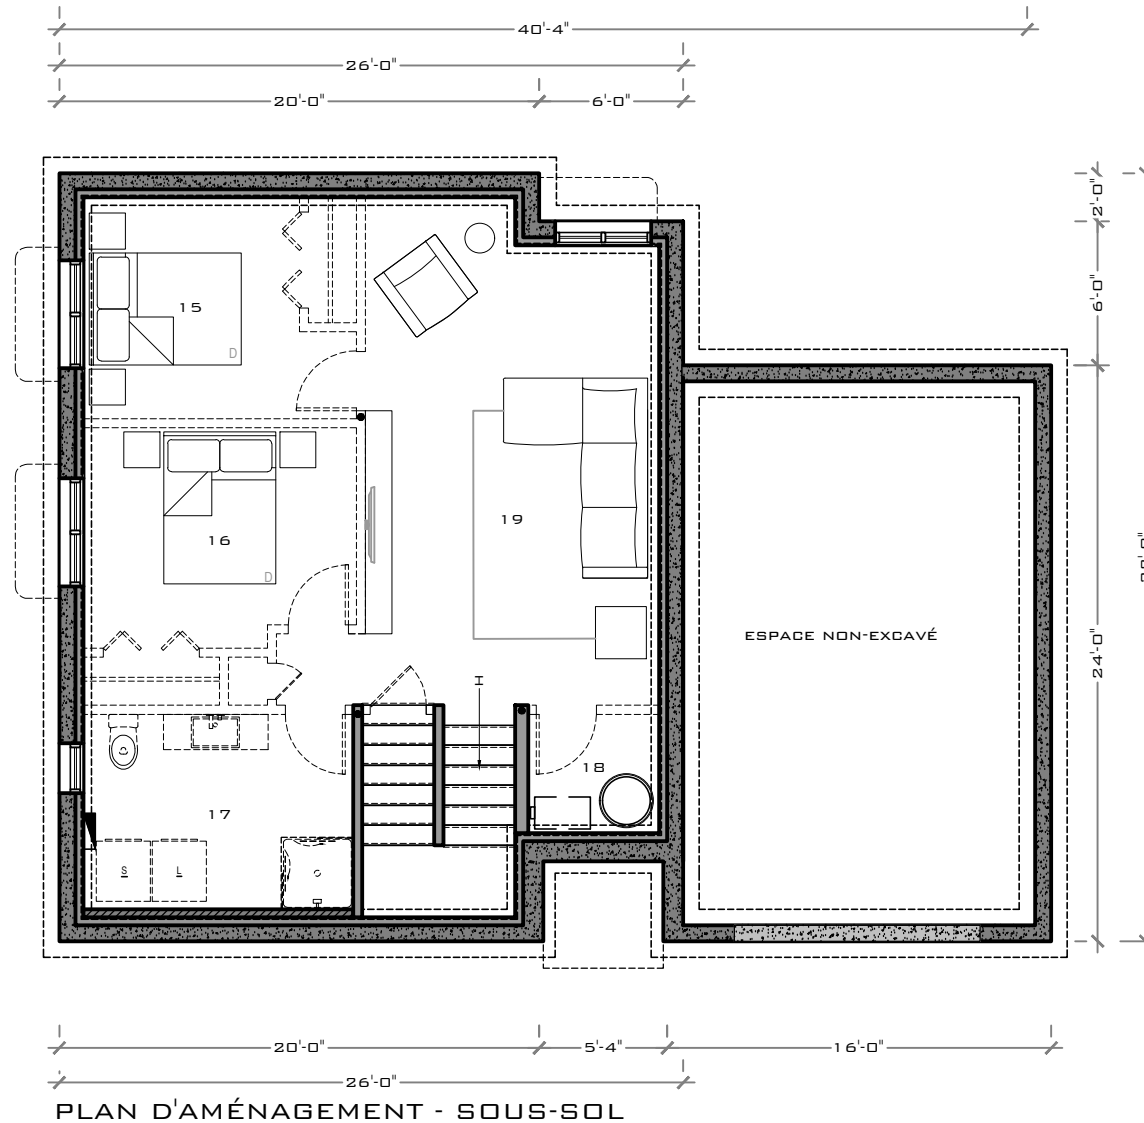 40'-4"
26'-0"
20'-0" 6'-0"
2'-0"
6'-0"
15
D
19
16
D
ESPACE NON-EXCAVÉ
24'-0"
H
18
17
S L
20'-0" 5'-4" 16'-0"
26'-0"
PLAN D'AMÉNAGEMENT - SOUS-SOL